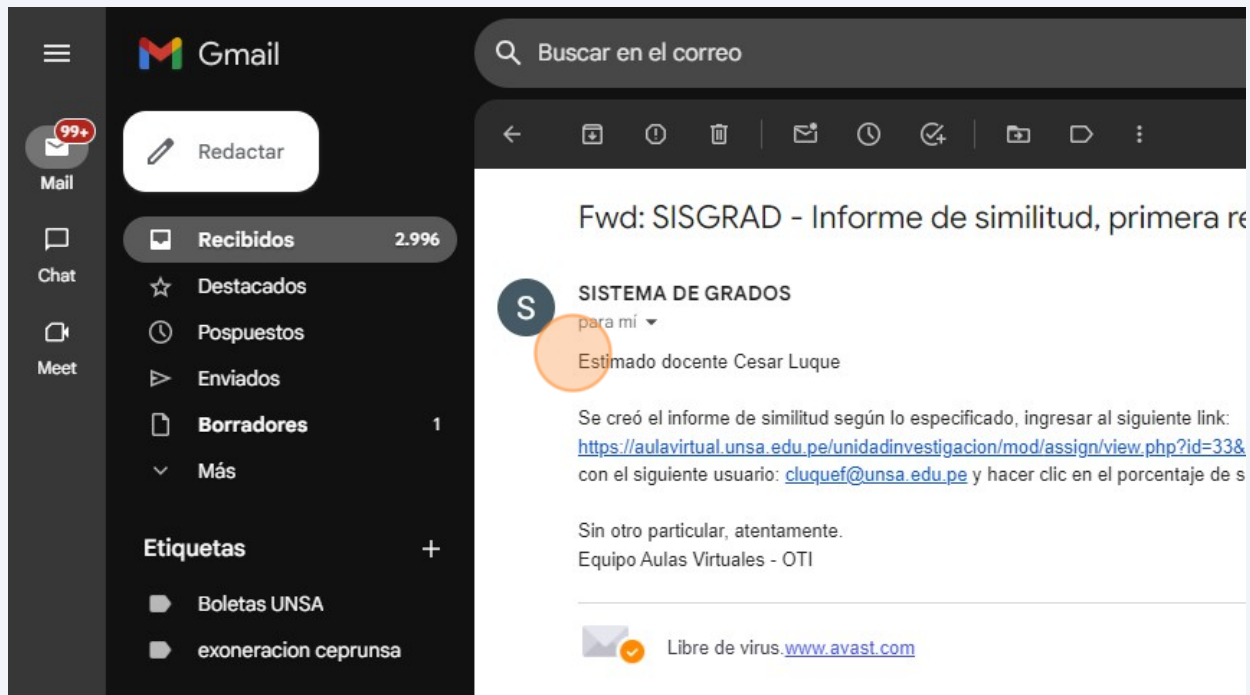 Gmail
Buscar en el correo
99+
Mail
Redactar
Chat
Meet
Recibidos 2.996
Destacados
Pospuestos
Enviados
Borradores 1
Más
Etiquetas +
Boletas UNSA
exoneracion ceprunsa
Fwd: SISGRAD - Informe de similitud, primera re
S
SISTEMA DE GRADOS
para mí
Estimado docente Cesar Luque
Se creó el informe de similitud según lo especificado, ingresar al siguiente link:
https://aulavirtual.unsa.edu.pe/unidadinvestigacion/mod/assign/view.php?id=33&
con el siguiente usuario: cluquef@unsa.edu.pe y hacer clic en el porcentaje de s
Sin otro particular, atentamente.
Equipo Aulas Virtuales - OTI
Libre de virus.www.avast.com